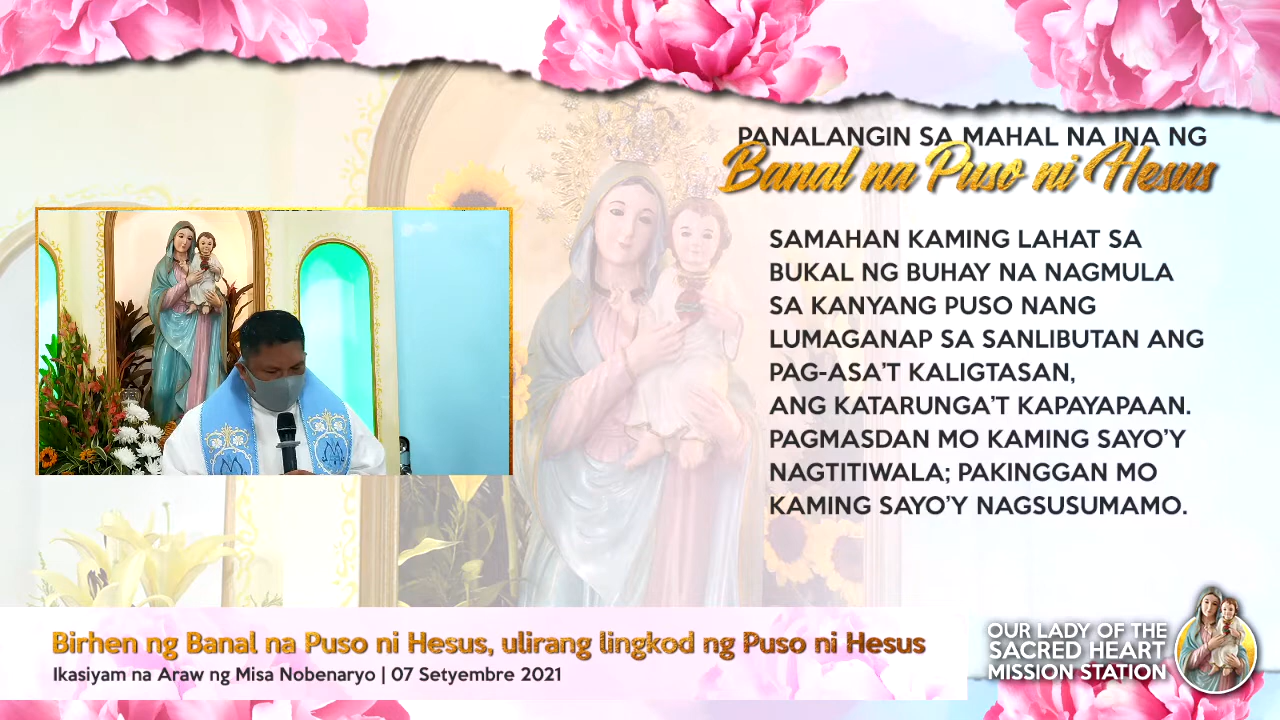 PANALANGIN SA MAHAL NA INA NG
Banal na Puso ni Hesus
SAMAHAN KAMING LAHAT SA
BUKAL NG BUHAY NA NAGMULA
SA KANYANG PUSO NANG
LUMAGANAP SA SANLIBUTAN ANG
PAG-ASA'T KALIGTASAN,
ANG KATARUNGA'T KAPAYAPAAN.
PAGMASDAN MO KAMING SAYO'Y
NAGTITIWALA; PAKINGGAN MO
KAMING SAYO'Y NAGSUSUMAMO.
Birhen ng Banal na Puso ni Hesus, ulirang lingkod ng Puso ni Hesus
Ikasiyam na Araw ng Misa Nobenaryo | 07 Setyembre 2021
OUR LADY OF THE
SACRED HEART
MISSION STATION